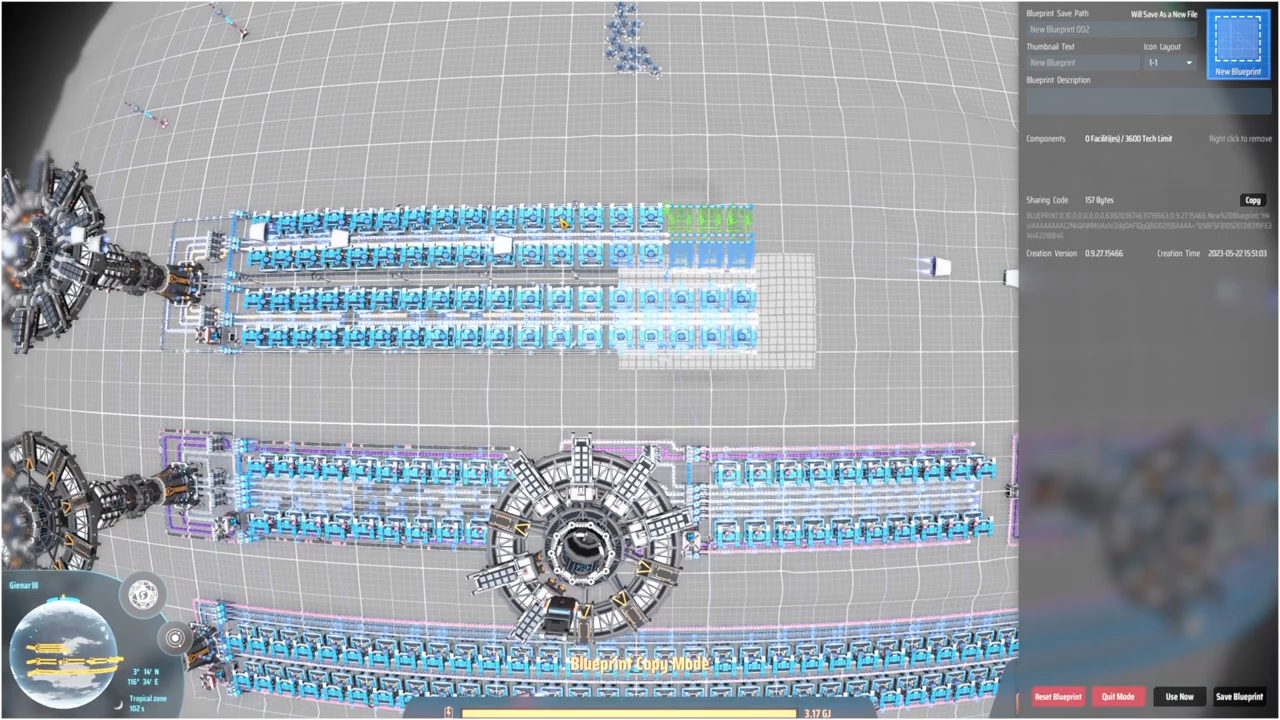 Blueprint Save Path
Will Save As a New File
New Blueprint 002
Thumbnail Text
Icon Layout
New Blueprint
1-1
New Blueprint
Blueprint Description
Components
0 Facilit(ies) / 3600 Tech Limit
Right click to remove
Sharing Code
157 Bytes
Copy
Creation Version
0.9.27.15466
Creation Time
2023-05-22 15:51:03
Gienar III
3° 14' N
116° 34' E
Tropical zone
102 s
Blueprint Copy Mode
3.17 GJ
Reset Blueprint
Quit Mode
Use Now
Save Blueprint